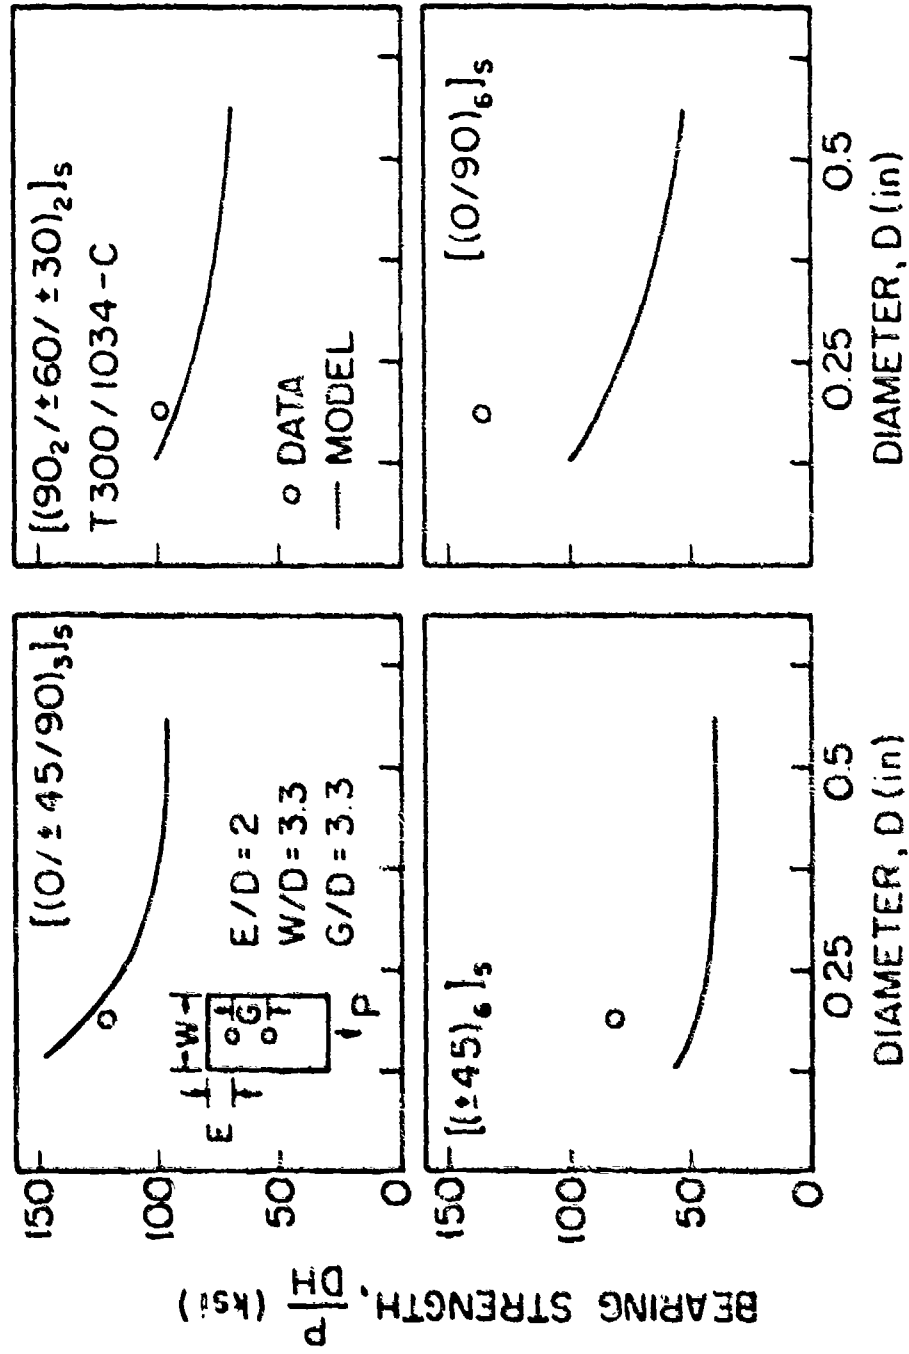 BEARING STRENGTH, P/DH (ksi)
150
100
50
0
[(0/±45/90)3]s
E/D = 2
W/D = 3.3
G/D = 3.3
W
E
G
P
[(902/±60/±30)2]s
T300/1034-C
O DATA
— MODEL
150
100
50
0
[(±45)6]s
0.25
0.5
DIAMETER, D (in)
[(0/90)6]s
0.25
0.5
DIAMETER, D (in)